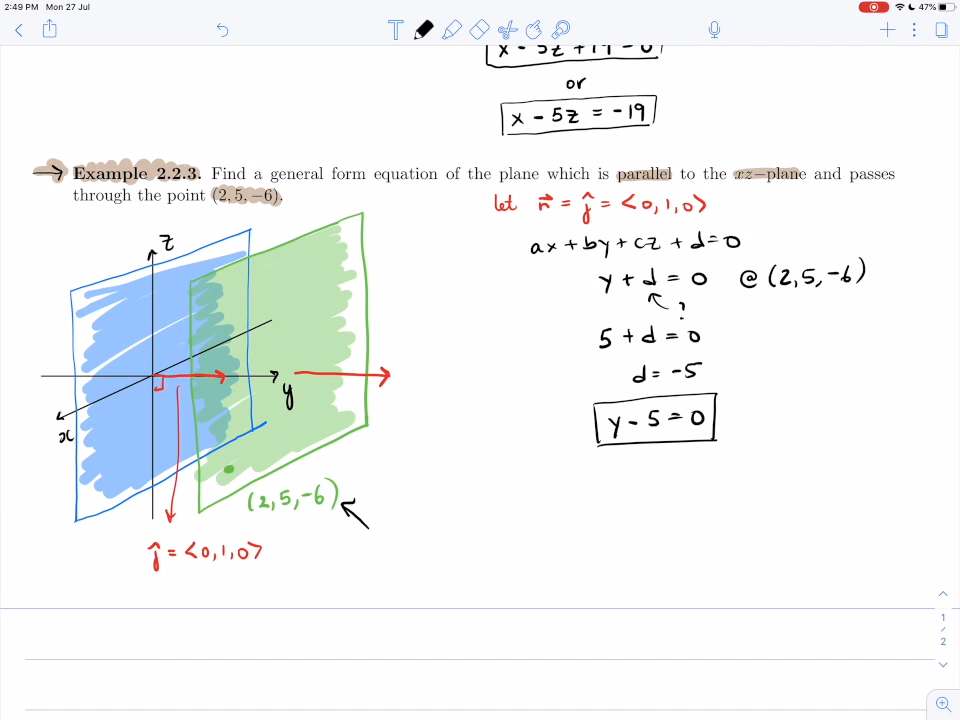 2:49 PM Mon 27 Jul
47%
or
x - 5z = -19
→ Example 2.2.3. Find a general form equation of the plane which is parallel to the xz−plane and passes
through the point (2, 5, −6).
let n⃗ = ĵ = <0,1,0>
ax + by + cz + d = 0
y + d = 0 @ (2,5,-6)
?
5 + d = 0
d = -5
y - 5 = 0
z
y
x
(2,5,-6)
ĵ = <0,1,0>
1
/
2